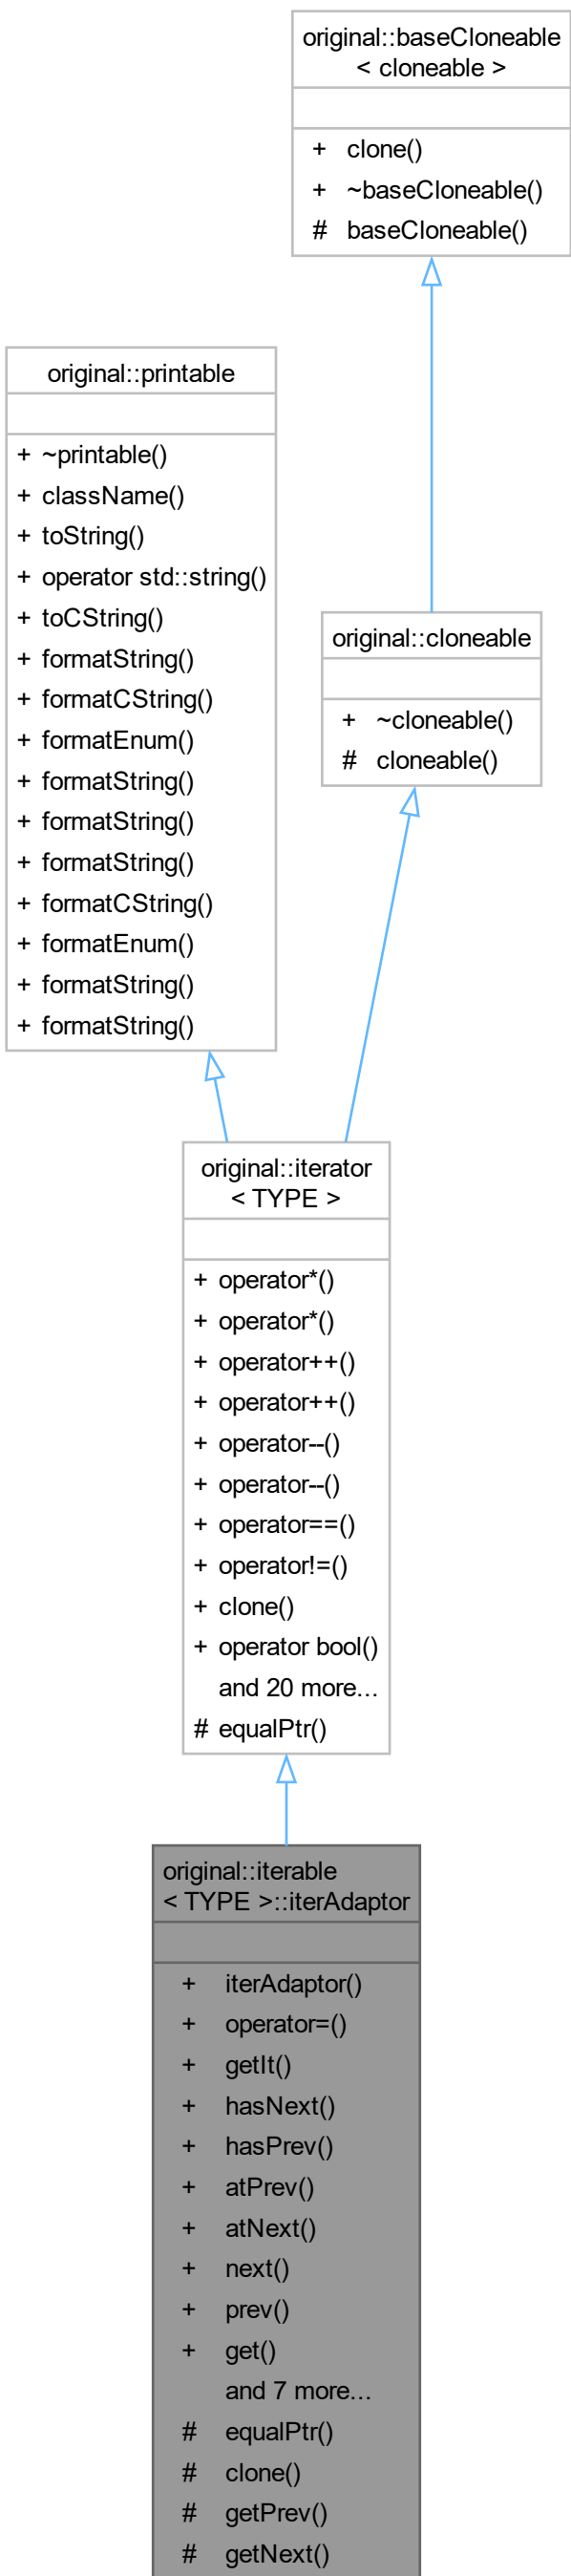 original::baseCloneable
< cloneable >
+ clone()
+ ~baseCloneable()
# baseCloneable()
original::printable
+ ~printable()
+ className()
+ toString()
+ operator std::string()
+ toCString()
+ formatString()
+ formatCString()
+ formatEnum()
+ formatString()
+ formatString()
+ formatString()
+ formatCString()
+ formatEnum()
+ formatString()
+ formatString()
original::cloneable
+ ~cloneable()
# cloneable()
original::iterator
< TYPE >
+ operator*()
+ operator*()
+ operator++()
+ operator++()
+ operator--()
+ operator--()
+ operator==()
+ operator!=()
+ clone()
+ operator bool()
and 20 more...
# equalPtr()
original::iterable
< TYPE >::iterAdaptor
+ iterAdaptor()
+ operator=()
+ getIt()
+ hasNext()
+ hasPrev()
+ atPrev()
+ atNext()
+ next()
+ prev()
+ get()
and 7 more...
# equalPtr()
# clone()
# getPrev()
# getNext()